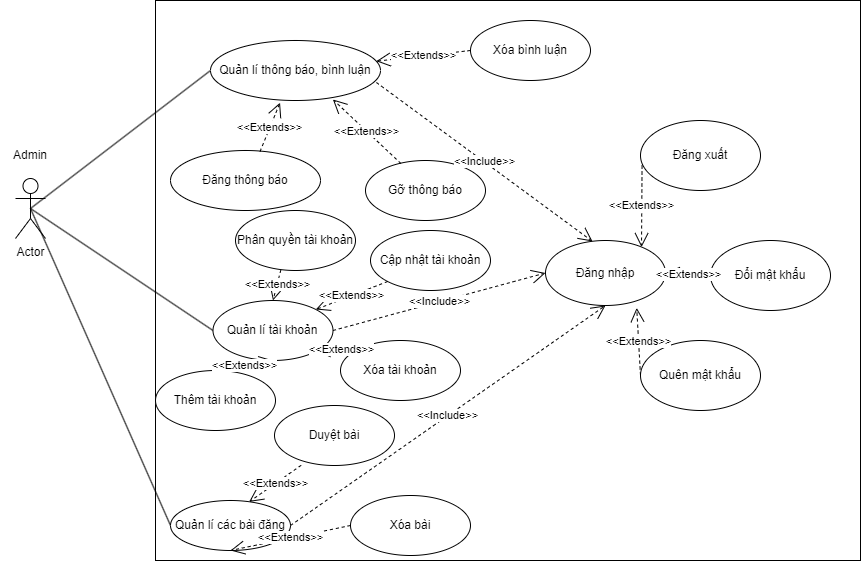 Xóa bình luận
<<Extends>>
Quản lí thông báo, bình luận
<<Extends>>
<<Extends>>
Admin
<<Include>>
Đăng xuất
Đăng thông báo
Gỡ thông báo
<<Extends>>
Actor
Phân quyền tài khoản
Cập nhật tài khoản
Đăng nhập
<<Extends>>
Đổi mật khẩu
<<Extends>>
<<Extends>>
<<Include>>
Quản lí tài khoản
<<Extends>>
<<Extends>>
<<Extends>>
Xóa tài khoản
Quên mật khẩu
Thêm tài khoản
<<Include>>
Duyệt bài
<<Extends>>
Quản lí các bài đăng
Xóa bài
<<Extends>>